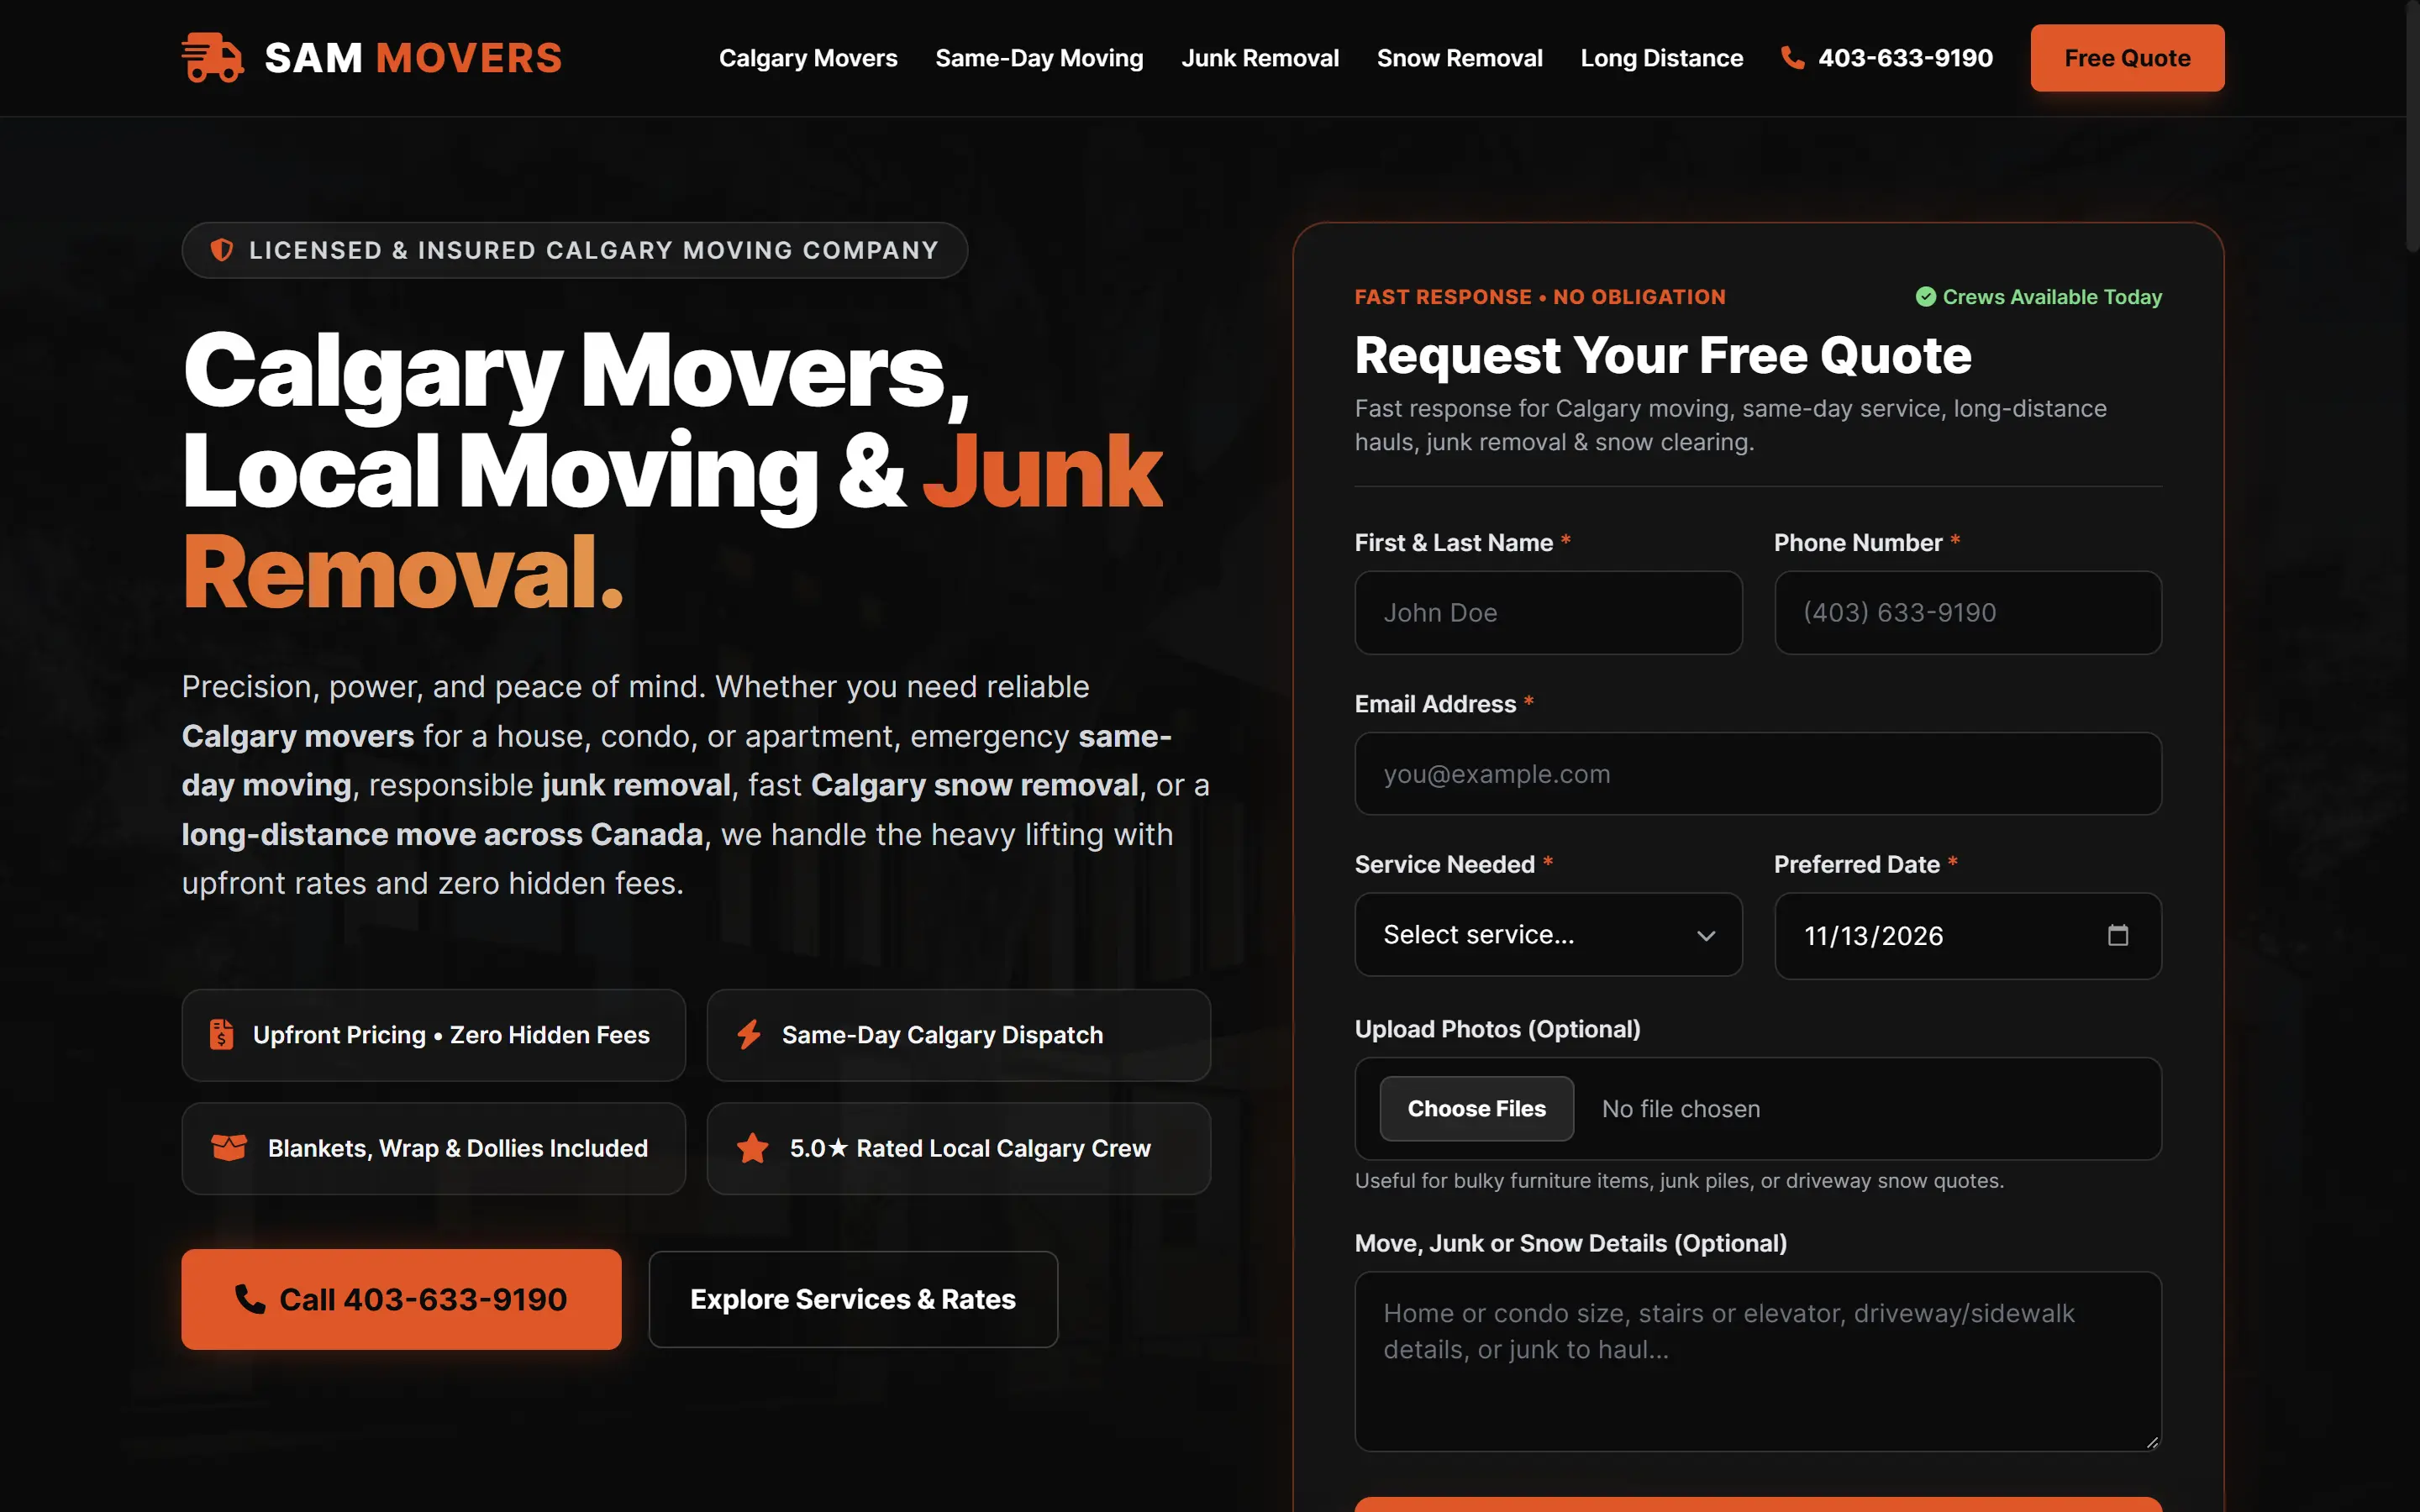 SAM MOVERS
Calgary Movers
Same-Day Moving
Junk Removal
Snow Removal
Long Distance
403-633-9190
Free Quote
LICENSED & INSURED CALGARY MOVING COMPANY
Calgary Movers,
Local Moving & Junk
Removal.
Precision, power, and peace of mind. Whether you need reliable
Calgary movers for a house, condo, or apartment, emergency same-
day moving, responsible junk removal, fast Calgary snow removal, or a
long-distance move across Canada, we handle the heavy lifting with
upfront rates and zero hidden fees.
Upfront Pricing • Zero Hidden Fees
Same-Day Calgary Dispatch
Blankets, Wrap & Dollies Included
5.0★ Rated Local Calgary Crew
Call 403-633-9190
Explore Services & Rates
FAST RESPONSE • NO OBLIGATION
Crews Available Today
Request Your Free Quote
Fast response for Calgary moving, same-day service, long-distance
hauls, junk removal & snow clearing.
First & Last Name *
Phone Number *
John Doe
(403) 633-9190
Email Address *
you@example.com
Service Needed *
Preferred Date *
Select service...
11/13/2026
Upload Photos (Optional)
Choose Files
No file chosen
Useful for bulky furniture items, junk piles, or driveway snow quotes.
Move, Junk or Snow Details (Optional)
Home or condo size, stairs or elevator, driveway/sidewalk
details, or junk to haul...